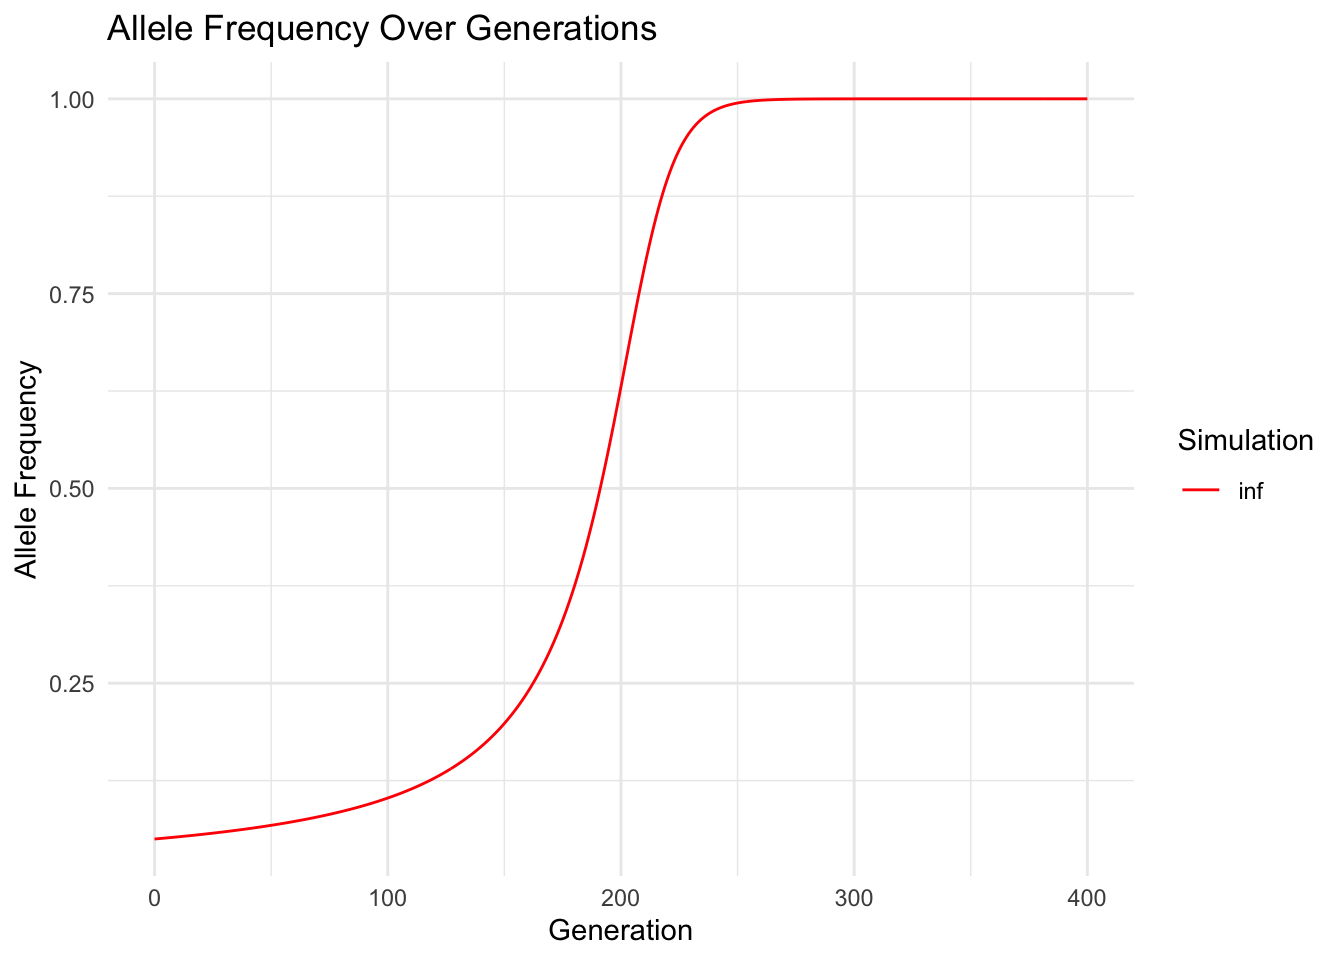 Allele Frequency Over Generations
1.00
0.75
0.50
0.25
Allele Frequency
0
100
200
300
400
Generation
Simulation
inf